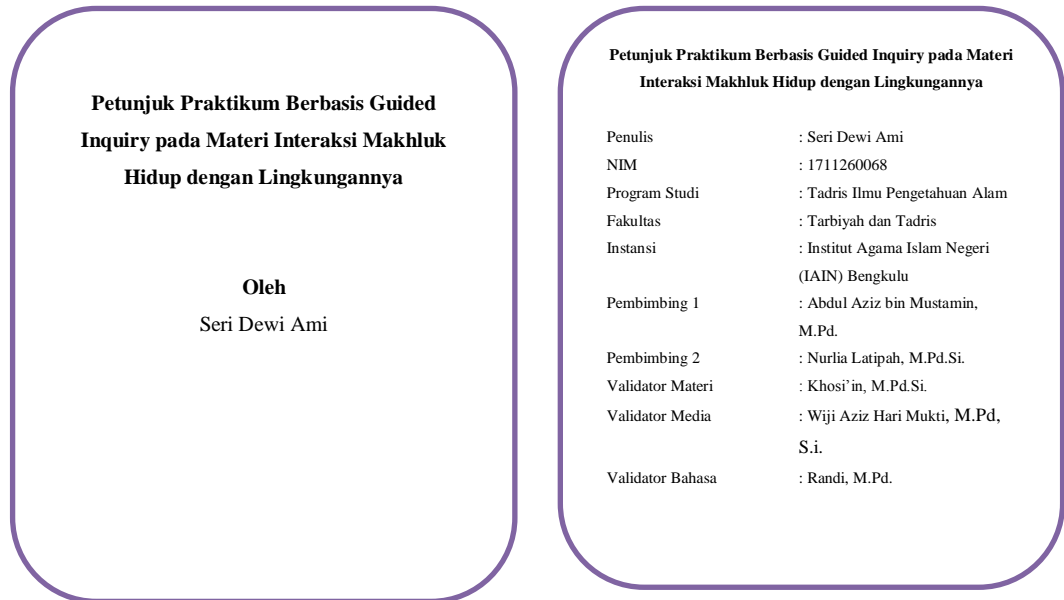 Petunjuk Praktikum Berbasis Guided
Inquiry pada Materi Interaksi Makhluk
Hidup dengan Lingkungannya
Oleh
Seri Dewi Ami
Petunjuk Praktikum Berbasis Guided Inquiry pada Materi
Interaksi Makhluk Hidup dengan Lingkungannya
Penulis : Seri Dewi Ami
NIM : 1711260068
Program Studi : Tadris Ilmu Pengetahuan Alam
Fakultas : Tarbiyah dan Tadris
Instansi : Institut Agama Islam Negeri
(IAIN) Bengkulu
Pembimbing 1 : Abdul Aziz bin Mustamin,
M.Pd.
Pembimbing 2 : Nurlia Latipah, M.Pd.Si.
Validator Materi : Khosi’in, M.Pd.Si.
Validator Media : Wiji Aziz Hari Mukti, M.Pd,
S.i.
Validator Bahasa : Randi, M.Pd.